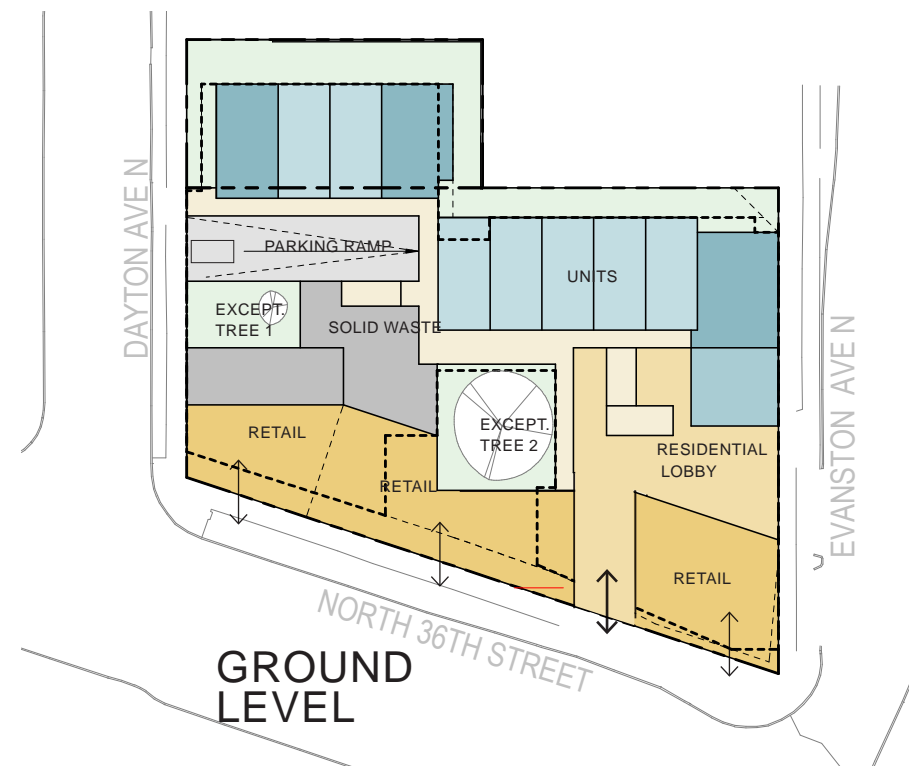 DAYTON AVE N
PARKING RAMP
UNITS
EXCEPT.
TREE 1
SOLID WASTE
EVANSTON AVE N
RETAIL
EXCEPT.
TREE 2
RESIDENTIAL
LOBBY
RETAIL
RETAIL
NORTH 36TH STREET
GROUND
LEVEL